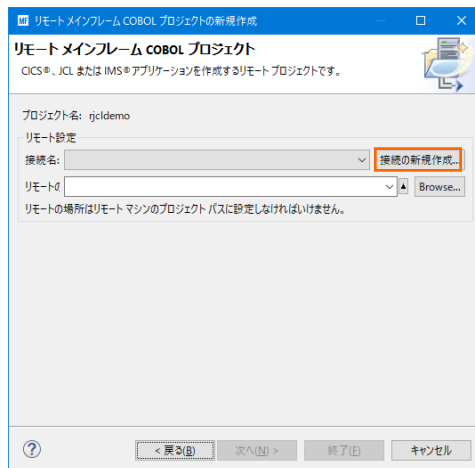 MF リモート メインフレーム COBOL プロジェクトの新規作成
リモート メインフレーム COBOL プロジェクト
CICS®、JCL または IMS® アプリケーションを作成するリモート プロジェクトです。
プロジェクト名: rjcldemo
リモート設定
接続名: 接続の新規作成...
リモートの Browse...
リモートの場所はリモート マシンのプロジェクト パスに設定しなければいけません。
? < 戻る(B) 次へ(N) > 終了(F) キャンセル